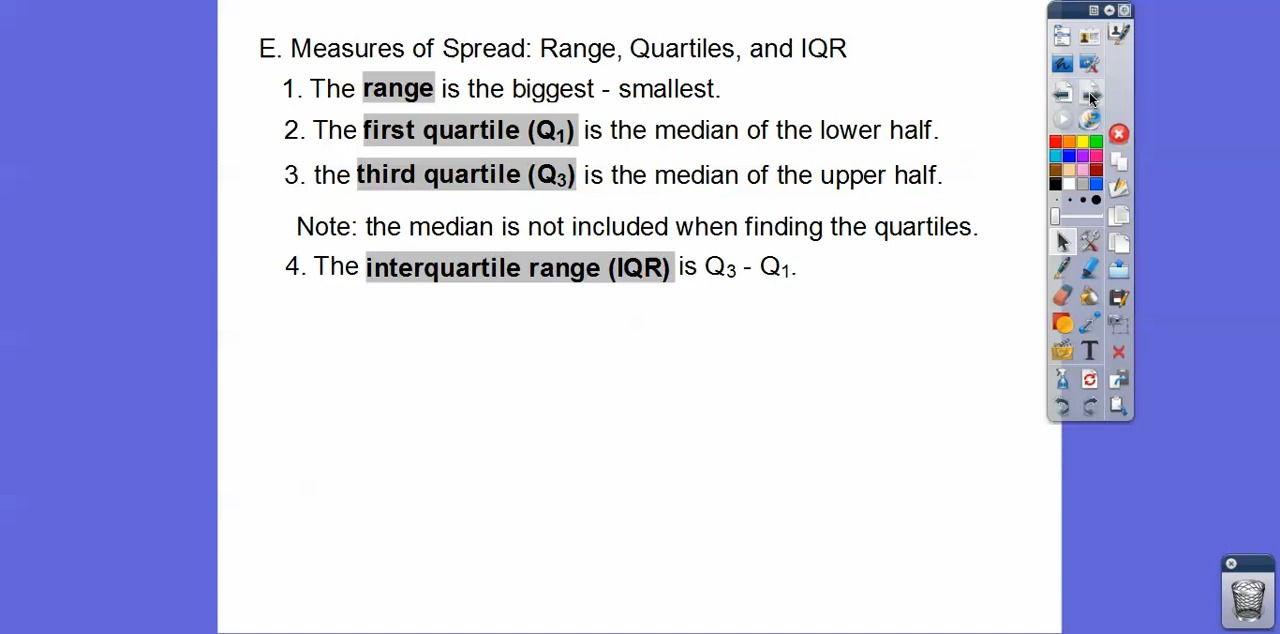 E. Measures of Spread: Range, Quartiles, and IQR
1. The range is the biggest - smallest.
2. The first quartile (Q₁) is the median of the lower half.
3. the third quartile (Q₃) is the median of the upper half.
Note: the median is not included when finding the quartiles.
4. The interquartile range (IQR) is Q₃ - Q₁.